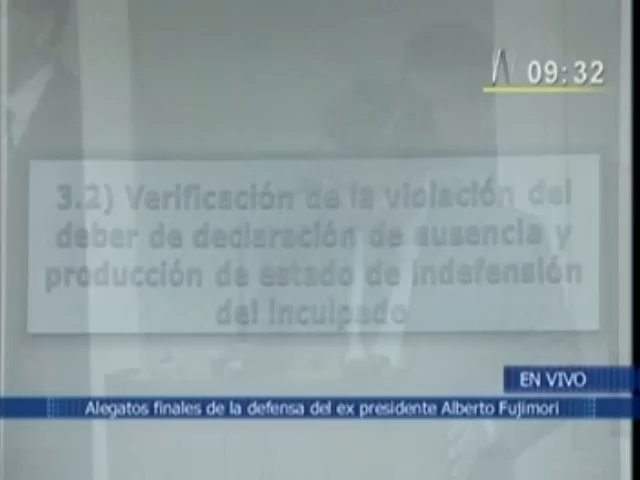 09:32
3.2) Verificación de la violación del
deber de declaración de ausencia y
producción de estado de indefensión
del inculpado
EN VIVO
Alegatos finales de la defensa del ex presidente Alberto Fujimori